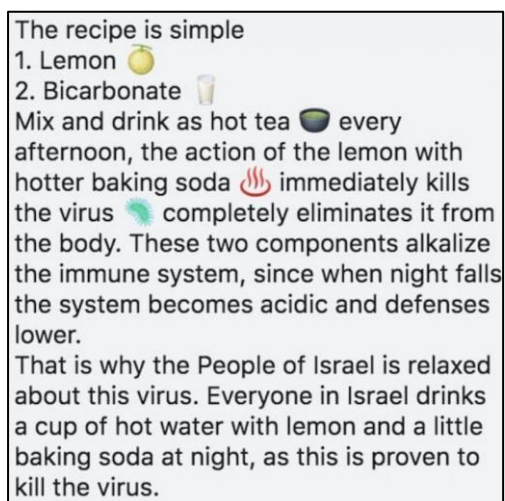 The recipe is simple
1. Lemon 🍈
2. Bicarbonate 🥛
Mix and drink as hot tea 🍵 every
afternoon, the action of the lemon with
hotter baking soda ♨️ immediately kills
the virus 🦠 completely eliminates it from
the body. These two components alkalize
the immune system, since when night falls
the system becomes acidic and defenses
lower.
That is why the People of Israel is relaxed
about this virus. Everyone in Israel drinks
a cup of hot water with lemon and a little
baking soda at night, as this is proven to
kill the virus.